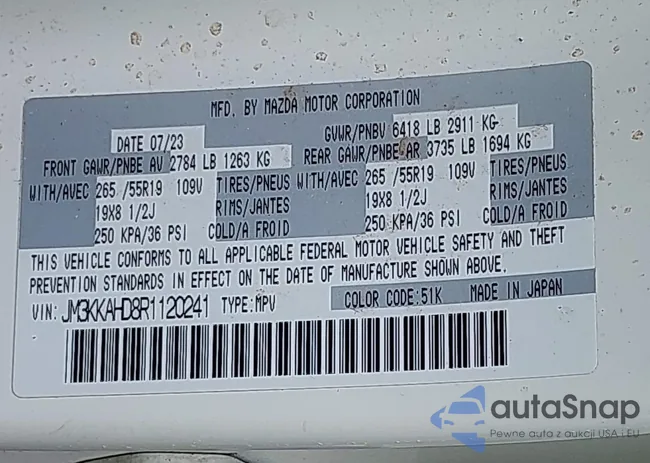 MFD. BY MAZDA MOTOR CORPORATION
DATE 07/23 GVWR/PNBV 6418 LB 2911 KG
FRONT GAWR/PNBE AV 2784 LB 1263 KG REAR GAWR/PNBE AR 3735 LB 1694 KG
WITH/AVEC 265 /55R19 109V TIRES/PNEUS WITH/AVEC 265 /55R19 109V TIRES/PNEUS
19X8 1/2J RIMS/JANTES 19X8 1/2J RIMS/JANTES
250 KPA/36 PSI COLD/A FROID 250 KPA/36 PSI COLD/A FROID
THIS VEHICLE CONFORMS TO ALL APPLICABLE FEDERAL MOTOR VEHICLE SAFETY AND THEFT
PREVENTION STANDARDS IN EFFECT ON THE DATE OF MANUFACTURE SHOWN ABOVE.
VIN: JM3KKAHD8R1120241 TYPE:MPV COLOR CODE:51K MADE IN JAPAN
autaSnap
Pewne auta z aukcji USA i EU